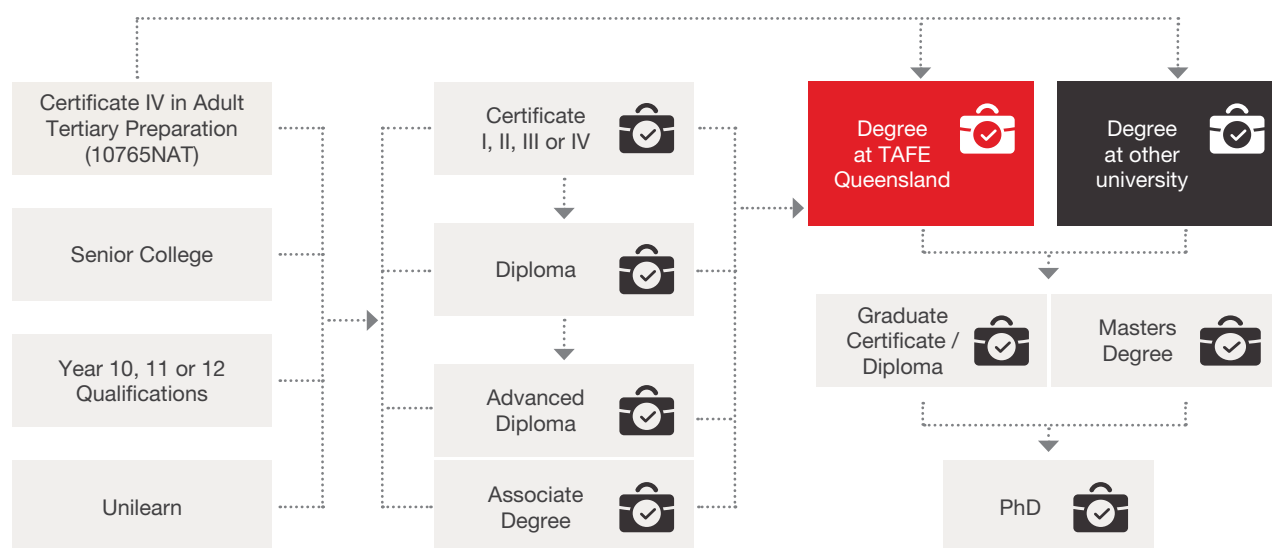 Certificate IV in Adult
Tertiary Preparation
(10765NAT)
Senior College
Year 10, 11 or 12
Qualifications
Unilearn
Certificate
I, II, III or IV
Diploma
Advanced
Diploma
Associate
Degree
Degree
at TAFE
Queensland
Degree
at other
university
Graduate
Certificate /
Diploma
Masters
Degree
PhD